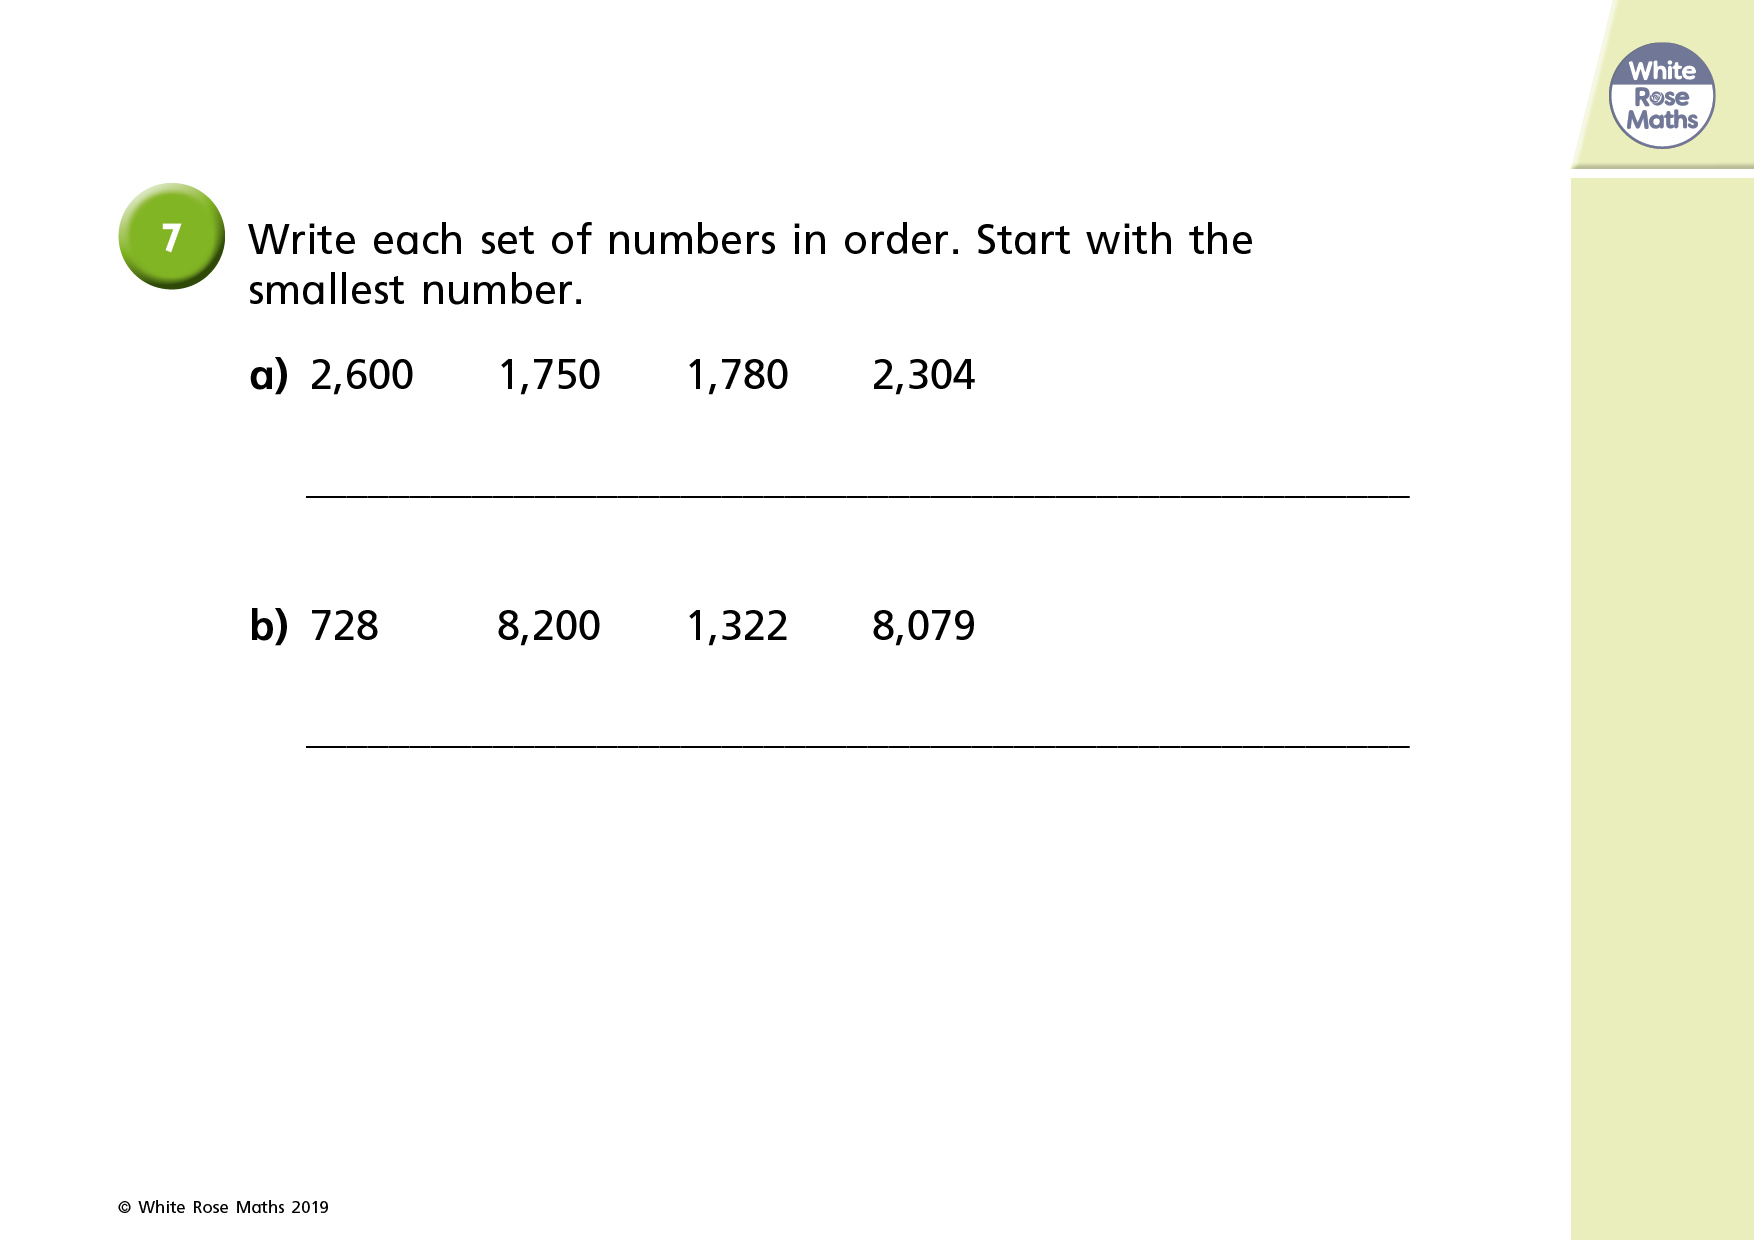 White
Rose
Maths
7
Write each set of numbers in order. Start with the
smallest number.
a) 2,600 1,750 1,780 2,304
b) 728 8,200 1,322 8,079
© White Rose Maths 2019